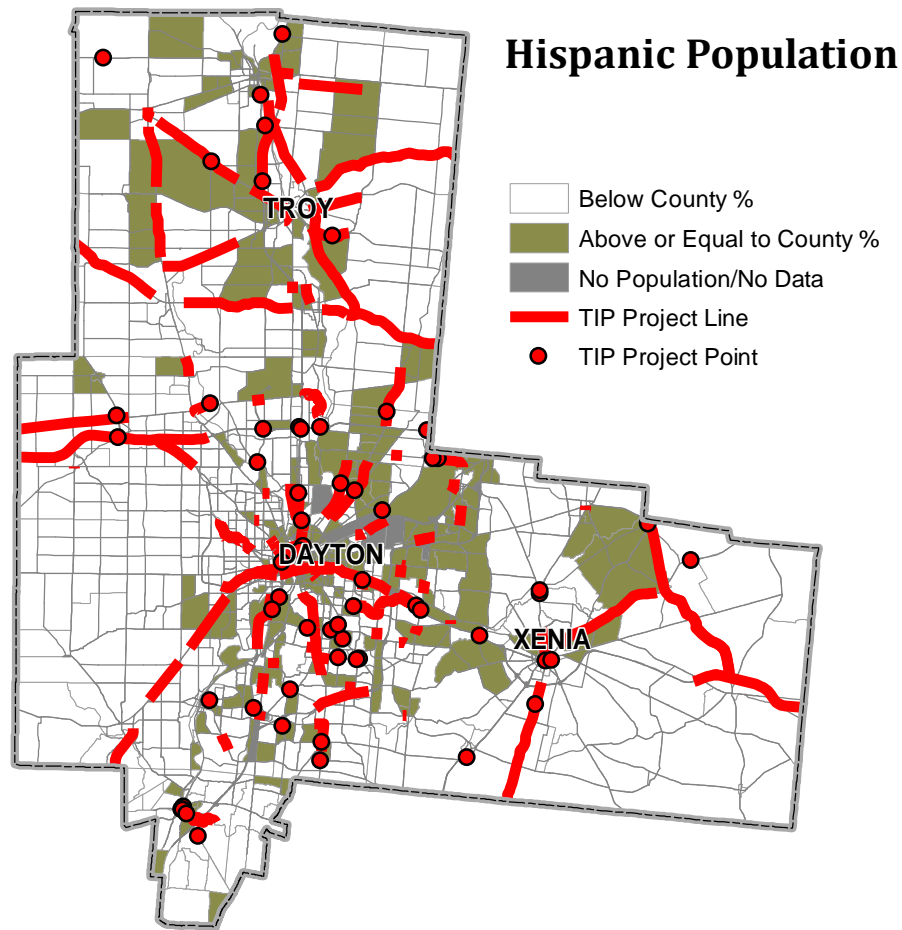 Hispanic Population
Below County %
Above or Equal to County %
No Population/No Data
TIP Project Line
TIP Project Point
TROY
DAYTON
XENIA